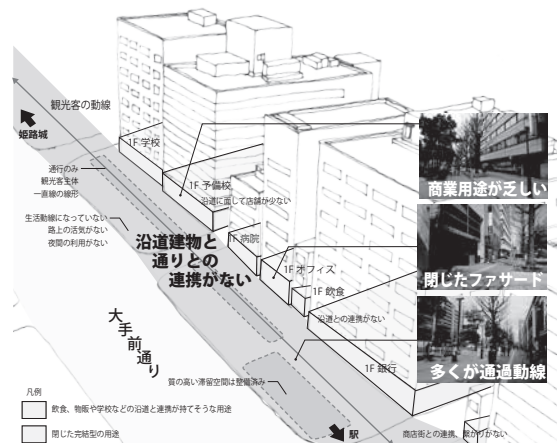 観光客の動線
姫路城
1F 学校
通行のみ
観光客主体
一直線の線形
1F 予備校
沿道に面して店舗が少ない
生活動線になっていない
路上の活気がない
夜間の利用がない
沿道建物と
通りとの
連携がない
1F 病院
1F オフィス
1F 飲食
沿道との連携がない
大手前通り
1F 銀行
質の高い滞留空間は整備済み
駅
商店街との連携、繋がりがない
商業用途が乏しい
閉じたファサード
多くが通過動線
凡例
飲食、物販や学校などの沿道と連携が持てそうな用途
閉じた完結型の用途